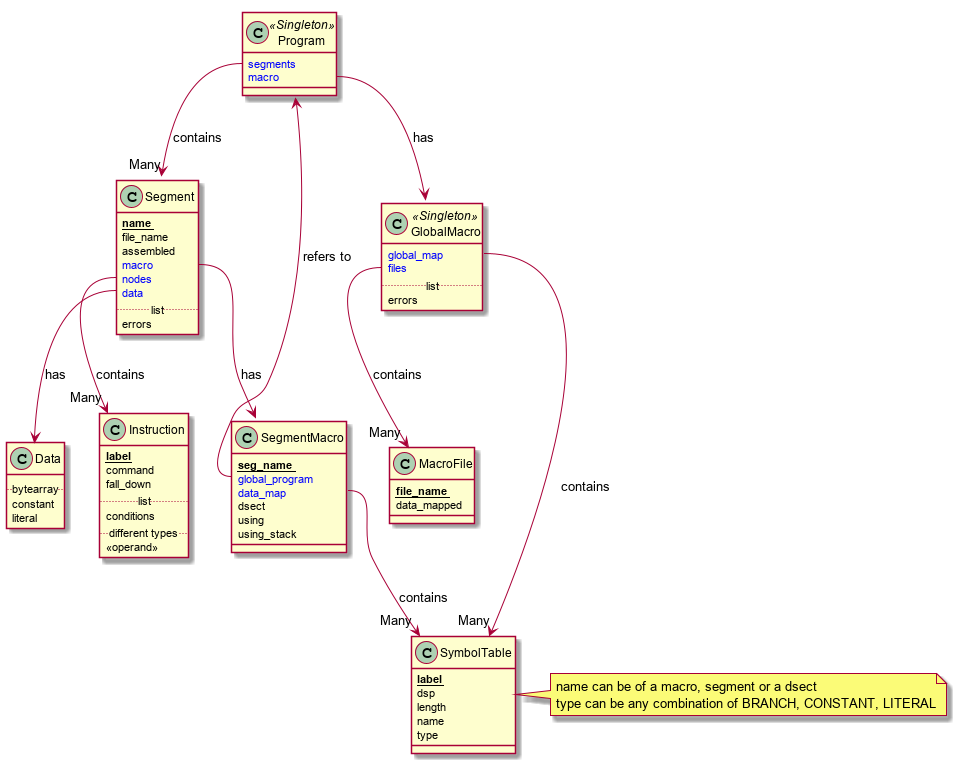 «Singleton»
C
Program
segments
macro
contains
has
Many
C
Segment
name
file_name
assembled
macro
nodes
data
list
errors
refers to
«Singleton»
C
GlobalMacro
global_map
files
list
errors
has
contains
Many
has
contains
Many
contains
Many
C
Data
bytearray
constant
literal
C
Instruction
label
command
fall_down
list
conditions
different types
«operand»
C
SegmentMacro
seg_name
global_program
data_map
dsect
using
using_stack
C
MacroFile
file_name
data_mapped
contains
Many
C
SymbolTable
label
dsp
length
name
type
name can be of a macro, segment or a dsect
type can be any combination of BRANCH, CONSTANT, LITERAL